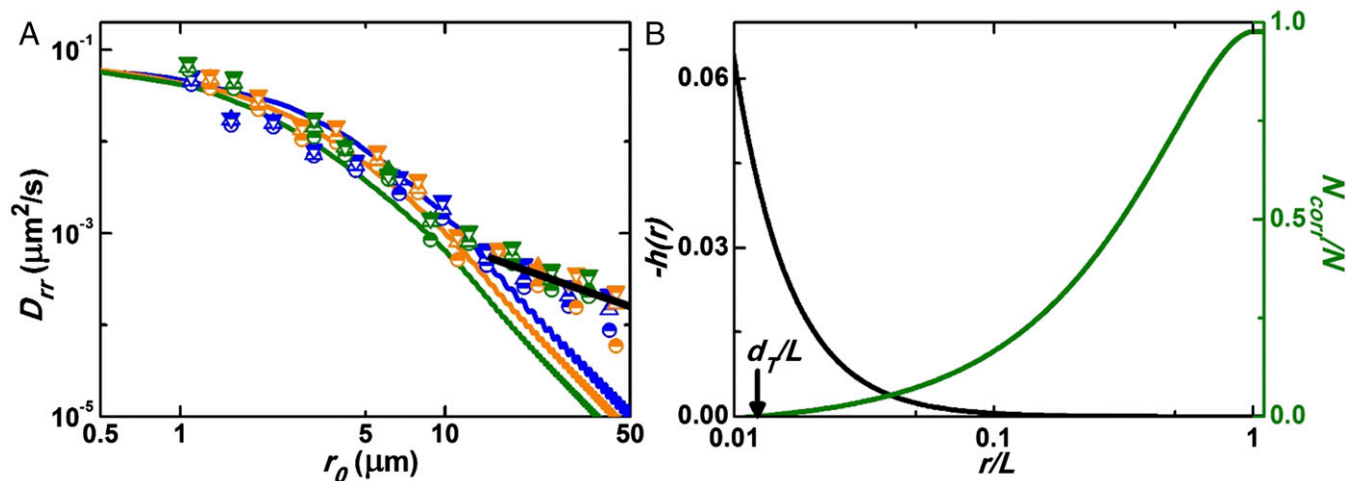 A
D_rr (μm²/s)
10⁻¹
10⁻³
10⁻⁵
0.5 1 5 10 50
r_0 (μm)
B
-h(r)
0.06
0.03
0.00
d_T/L
0.01 0.1 1
r/L
1.0
0.5
0.0
N_corr/N